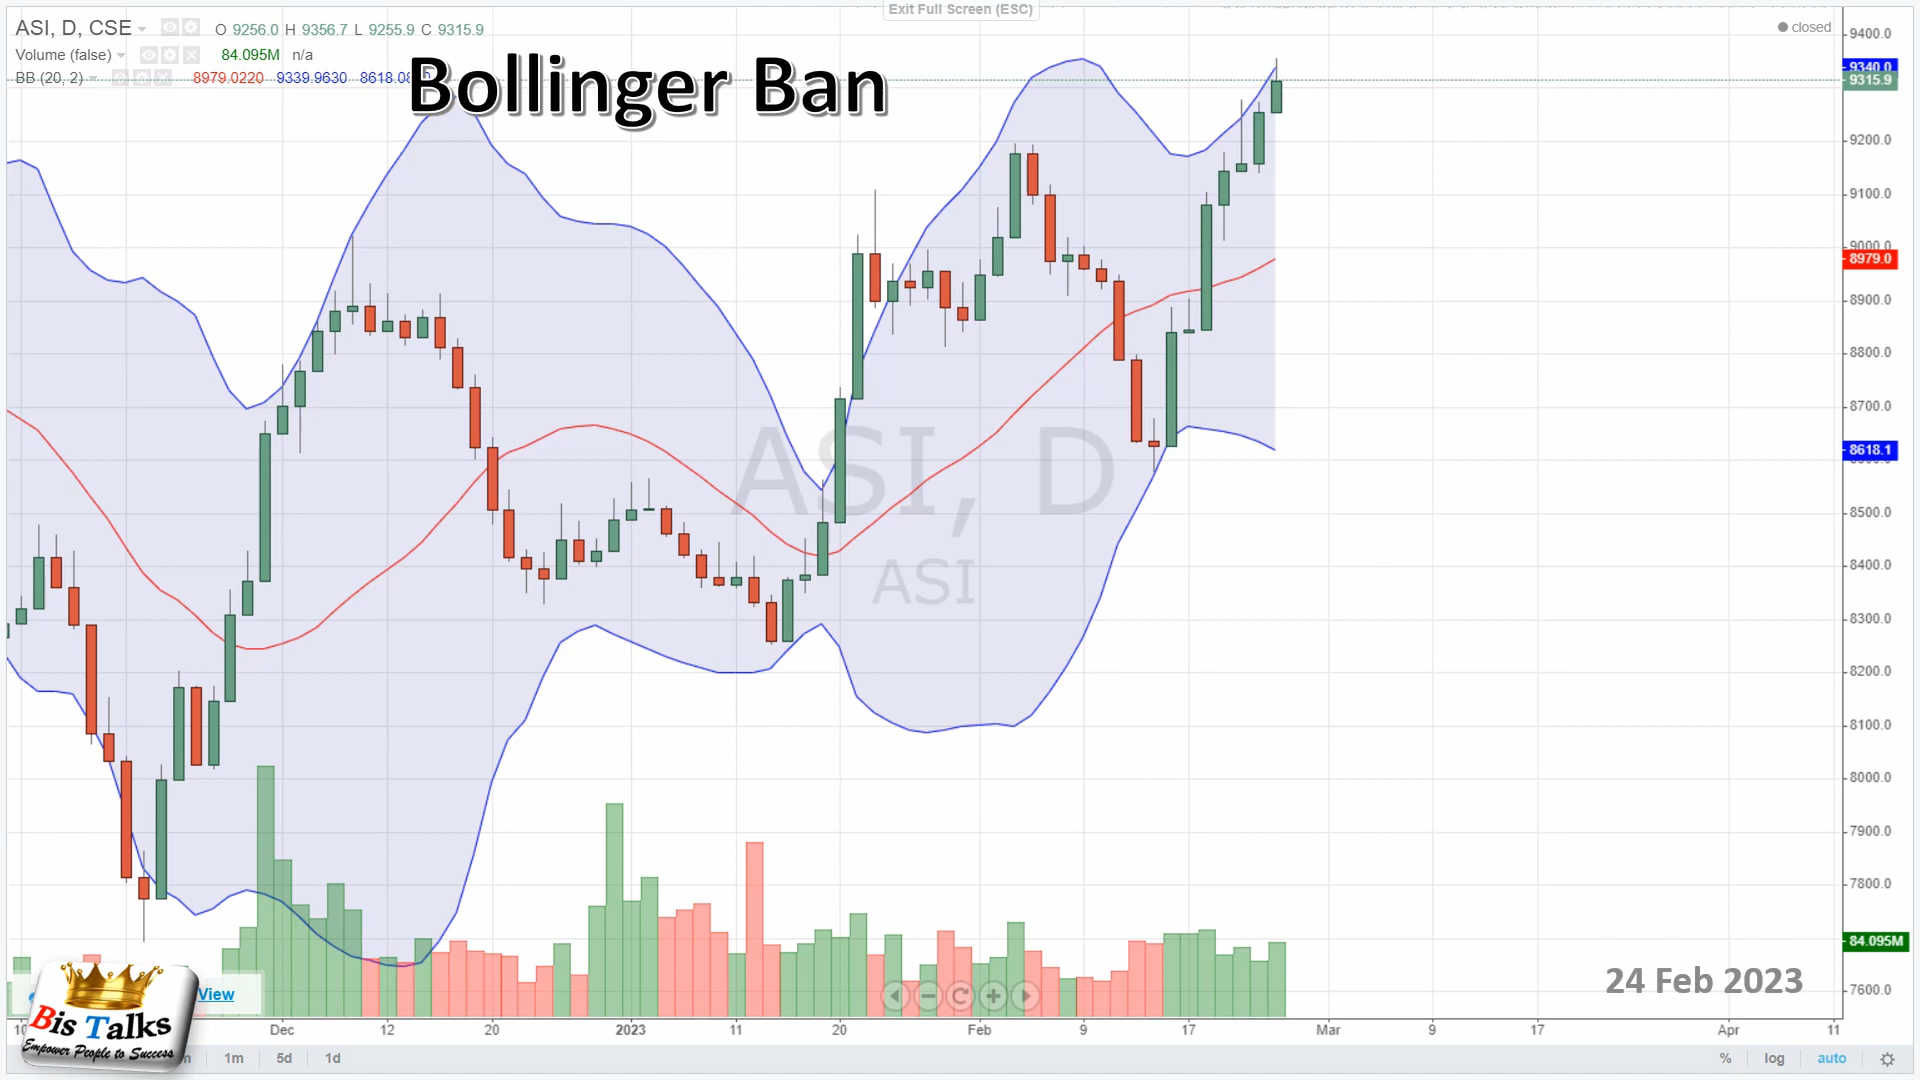 Exit Full Screen (ESC)
ASI, D, CSE O 9256.0 H 9356.7 L 9255.9 C 9315.9
closed
Volume (false) 84.095M n/a
BB (20, 2) 8979.0220 9339.9630
Bollinger Ban
9400.0
9340.0
9315.9
9200.0
9100.0
9000.0
8979.0
8900.0
8800.0
8700.0
8618.1
8500.0
8400.0
8300.0
8200.0
8100.0
8000.0
7900.0
7800.0
84.095M
7600.0
ASI, D
ASI
24 Feb 2023
View
Bis Talks
Empower People to Success
Dec 12 20 2023 11 20 Feb 9 17 Mar 9 17 Apr 11
1m 5d 1d
% log auto